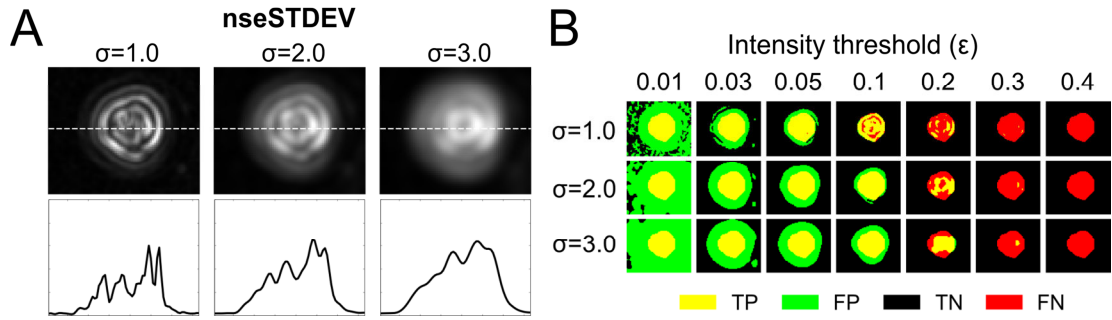 A
nseSTDEV
σ=1.0 σ=2.0 σ=3.0
B
Intensity threshold (ε)
0.01 0.03 0.05 0.1 0.2 0.3 0.4
σ=1.0
σ=2.0
σ=3.0
TP FP TN FN